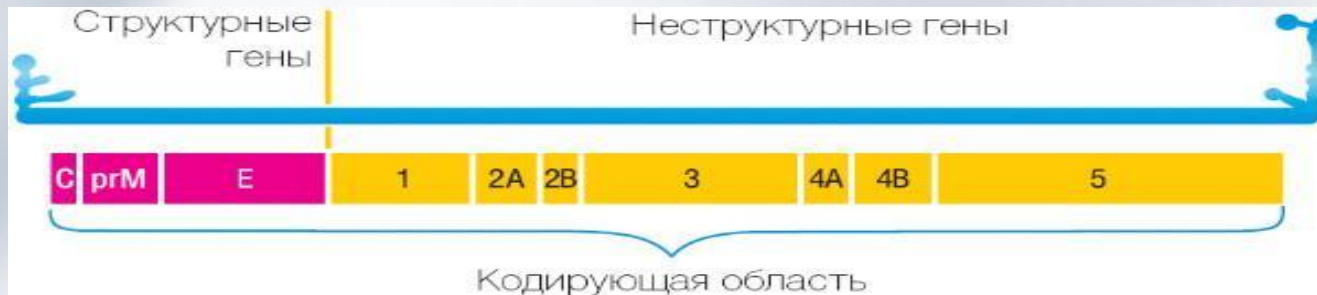 Структурные
гены
Неструктурные гены
C prM E 1 2A 2B 3 4A 4B 5
Кодирующая область